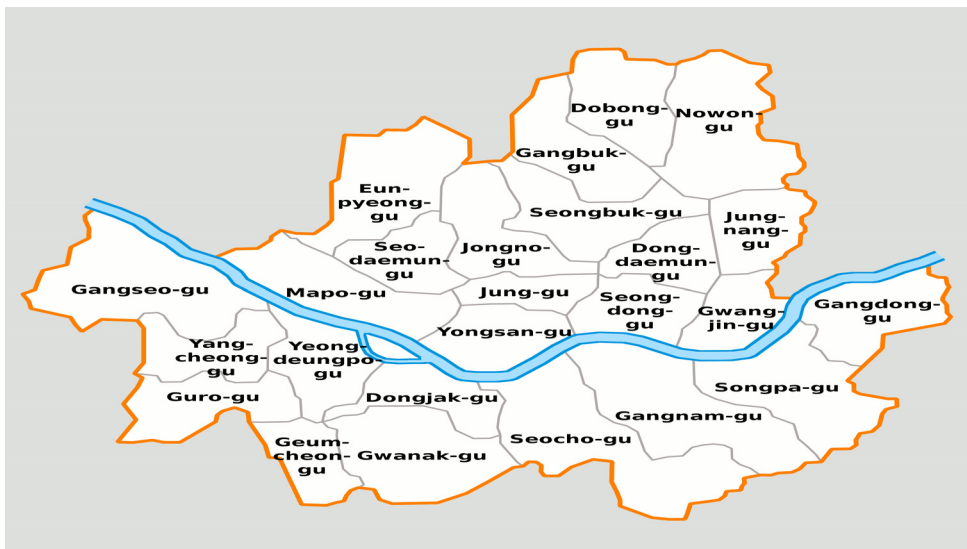 Dobong-
gu
Nowon-
gu
Gangbuk-
gu
Eun-
pyeong-
gu
Seongbuk-gu
Jung-
nang-
gu
Seo-
daemun-
gu
Jongno-
gu
Dong-
daemun-
gu
Gangseo-gu
Mapo-gu
Jung-gu
Seong-
dong-
gu
Gwang-
jin-gu
Gangdong-
gu
Yongsan-gu
Yang-
cheong-
gu
Yeong-
deungpo-
gu
Guro-gu
Dongjak-gu
Songpa-gu
Gangnam-gu
Geum-
cheon-
gu
Gwanak-gu
Seocho-gu